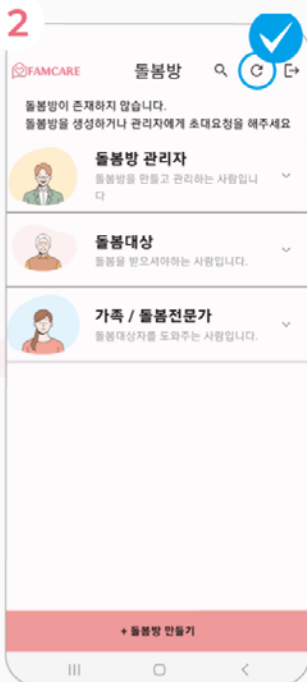 2
FAMCARE 돌봄방
돌봄방이 존재하지 않습니다.
돌봄방을 생성하거나 관리자에게 초대요청을 해주세요
돌봄방 관리자
돌봄방을 만들고 관리하는 사람입니
다
돌봄대상
돌봄을 받으셔야하는 사람입니다.
가족 / 돌봄전문가
돌봄대상자를 도와주는 사람입니다.
+ 돌봄방 만들기